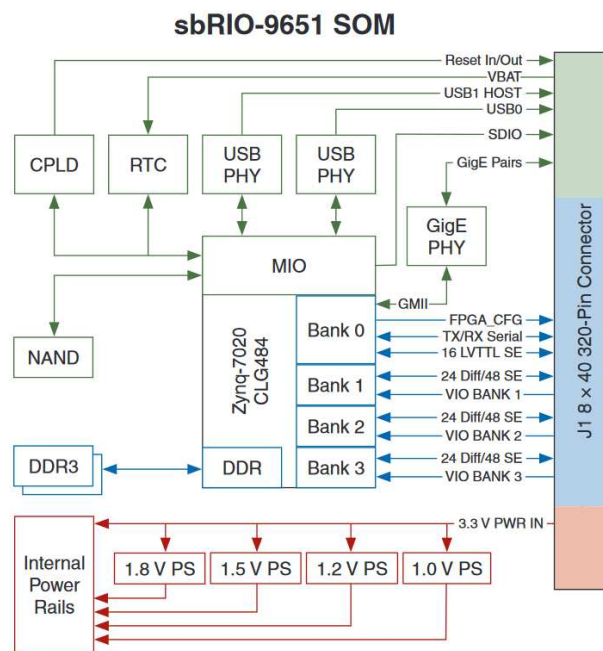 sbRIO-9651 SOM
Reset In/Out
VBAT
USB1 HOST
USB0
SDIO
GigE Pairs
CPLD
RTC
USB
PHY
USB
PHY
GigE
PHY
MIO
GMII
NAND
Zynq-7020
CLG484
Bank 0
Bank 1
Bank 2
Bank 3
DDR
DDR3
FPGA_CFG
TX/RX Serial
16 LVTTL SE
24 Diff/48 SE
VIO BANK 1
24 Diff/48 SE
VIO BANK 2
24 Diff/48 SE
VIO BANK 3
J1 8 × 40 320-Pin Connector
3.3 V PWR IN
Internal
Power
Rails
1.8 V PS
1.5 V PS
1.2 V PS
1.0 V PS